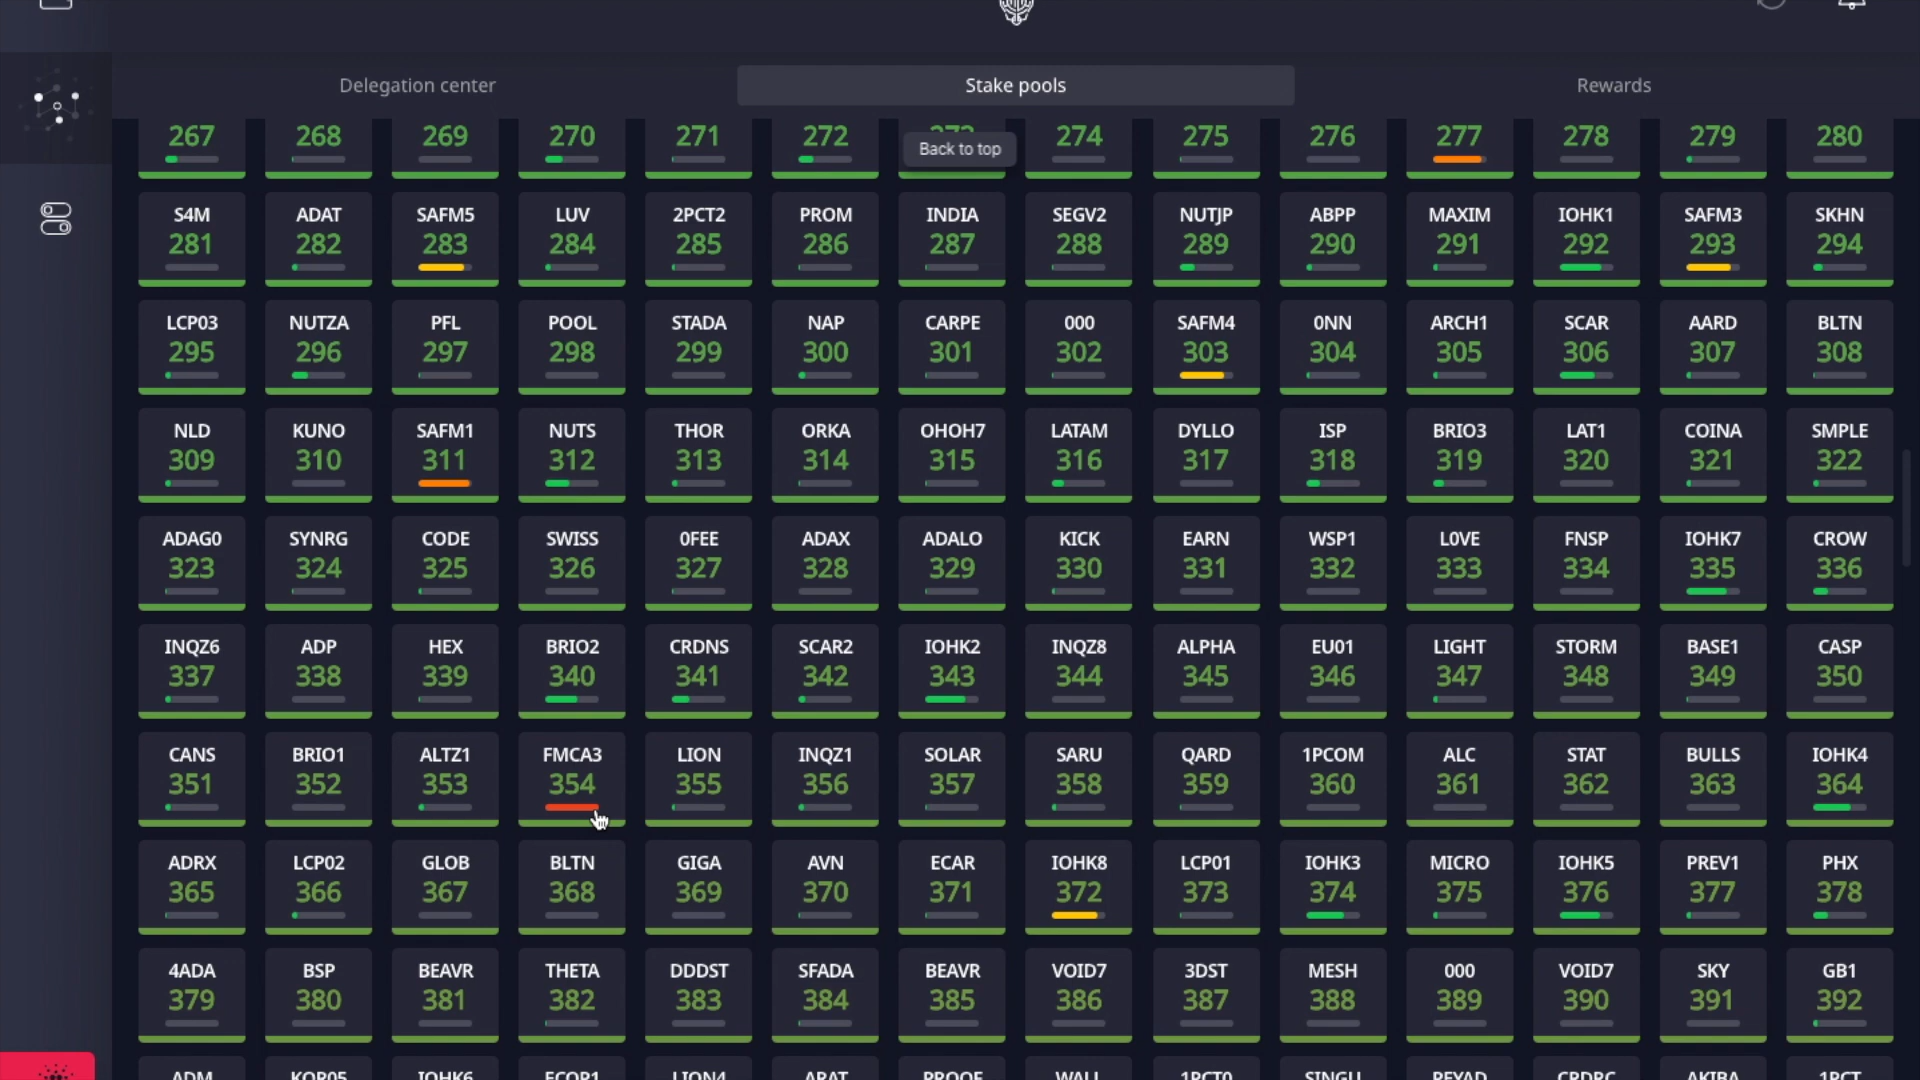 Delegation center Stake pools Rewards
267 268 269 270 271 272 273 274 275 276 277 278 279 280
Back to top
S4M ADAT SAFM5 LUV 2PCT2 PROM INDIA SEGV2 NUTJP ABPP MAXIM IOHK1 SAFM3 SKHN
281 282 283 284 285 286 287 288 289 290 291 292 293 294
LCP03 NUTZA PFL POOL STADA NAP CARPE 000 SAFM4 0NN ARCH1 SCAR AARD BLTN
295 296 297 298 299 300 301 302 303 304 305 306 307 308
NLD KUNO SAFM1 NUTS THOR ORKA OHOH7 LATAM DYLLO ISP BRIO3 LAT1 COINA SMPLE
309 310 311 312 313 314 315 316 317 318 319 320 321 322
ADAG0 SYNRG CODE SWISS 0FEE ADAX ADALO KICK EARN WSP1 L0VE FNSP IOHK7 CROW
323 324 325 326 327 328 329 330 331 332 333 334 335 336
INQZ6 ADP HEX BRIO2 CRDNS SCAR2 IOHK2 INQZ8 ALPHA EU01 LIGHT STORM BASE1 CASP
337 338 339 340 341 342 343 344 345 346 347 348 349 350
CANS BRIO1 ALTZ1 FMCA3 LION INQZ1 SOLAR SARU QARD 1PCOM ALC STAT BULLS IOHK4
351 352 353 354 355 356 357 358 359 360 361 362 363 364
ADRX LCP02 GLOB BLTN GIGA AVN ECAR IOHK8 LCP01 IOHK3 MICRO IOHK5 PREV1 PHX
365 366 367 368 369 370 371 372 373 374 375 376 377 378
4ADA BSP BEAVR THETA DDDST SFADA BEAVR VOID7 3DST MESH 000 VOID7 SKY GB1
379 380 381 382 383 384 385 386 387 388 389 390 391 392
ADM KOR05 IOHK6 LION4 ARAT PROOF WALL 1PCT0 SINGU AKIBA 1PCT